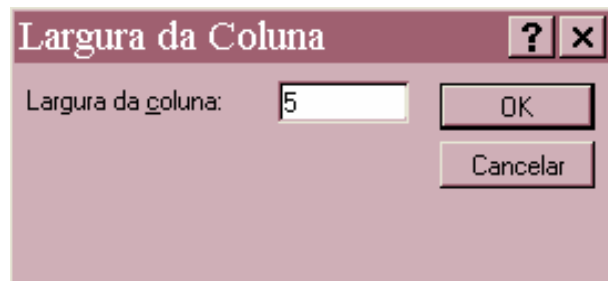 Largura da Coluna ? ×
Largura da coluna: 5 OK
Cancelar